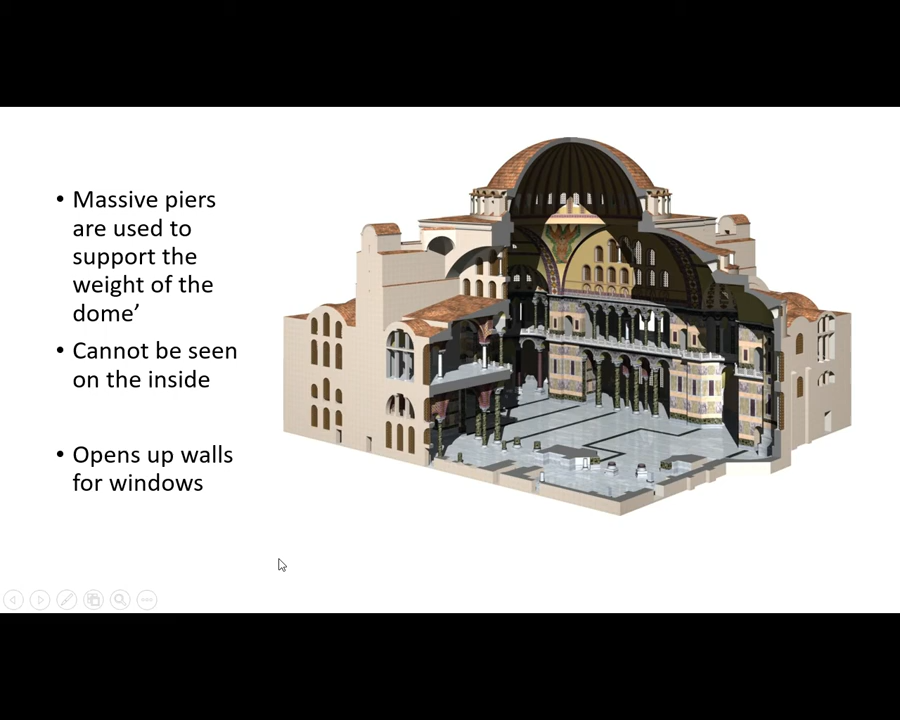 • Massive piers
are used to
support the
weight of the
dome’
• Cannot be seen
on the inside
• Opens up walls
for windows